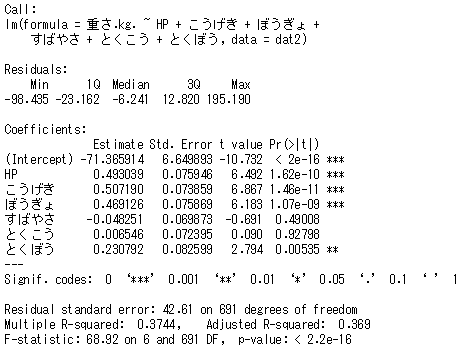 Call:
lm(formula = 重さ.kg. ~ HP + こうげき + ぼうぎょ +
すばやさ + とくこう + とくぼう, data = dat2)
Residuals:
Min 1Q Median 3Q Max
-98.435 -23.162 -6.241 12.820 195.190
Coefficients:
Estimate Std. Error t value Pr(>|t|)
(Intercept) -71.365914 6.649893 -10.732 < 2e-16 ***
HP 0.493039 0.075946 6.492 1.62e-10 ***
こうげき 0.507190 0.073859 6.867 1.46e-11 ***
ぼうぎょ 0.469126 0.075869 6.183 1.07e-09 ***
すばやさ -0.048251 0.069873 -0.691 0.49008
とくこう 0.006546 0.072395 0.090 0.92798
とくぼう 0.230792 0.082599 2.794 0.00535 **
---
Signif. codes: 0 ‘***’ 0.001 ‘**’ 0.01 ‘*’ 0.05 ‘.’ 0.1 ‘ ’ 1
Residual standard error: 42.61 on 691 degrees of freedom
Multiple R-squared: 0.3744, Adjusted R-squared: 0.369
F-statistic: 68.92 on 6 and 691 DF, p-value: < 2.2e-16